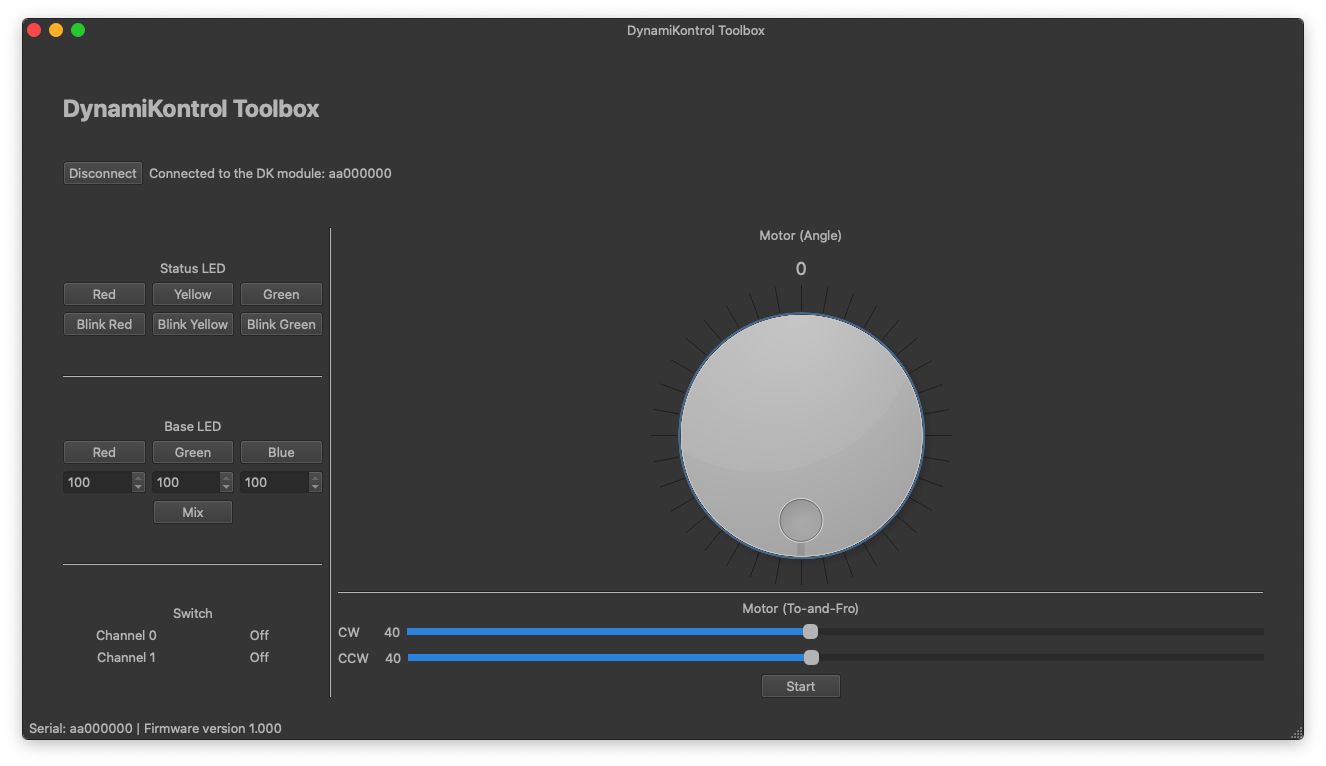 DynamiKontrol Toolbox
DynamiKontrol Toolbox
Disconnect Connected to the DK module: aa000000
Status LED
Red Yellow Green
Blink Red Blink Yellow Blink Green
Base LED
Red Green Blue
100 100 100
Mix
Switch
Channel 0 Off
Channel 1 Off
Motor (Angle)
0
Motor (To-and-Fro)
CW 40
CCW 40
Start
Serial: aa000000 | Firmware version 1.000